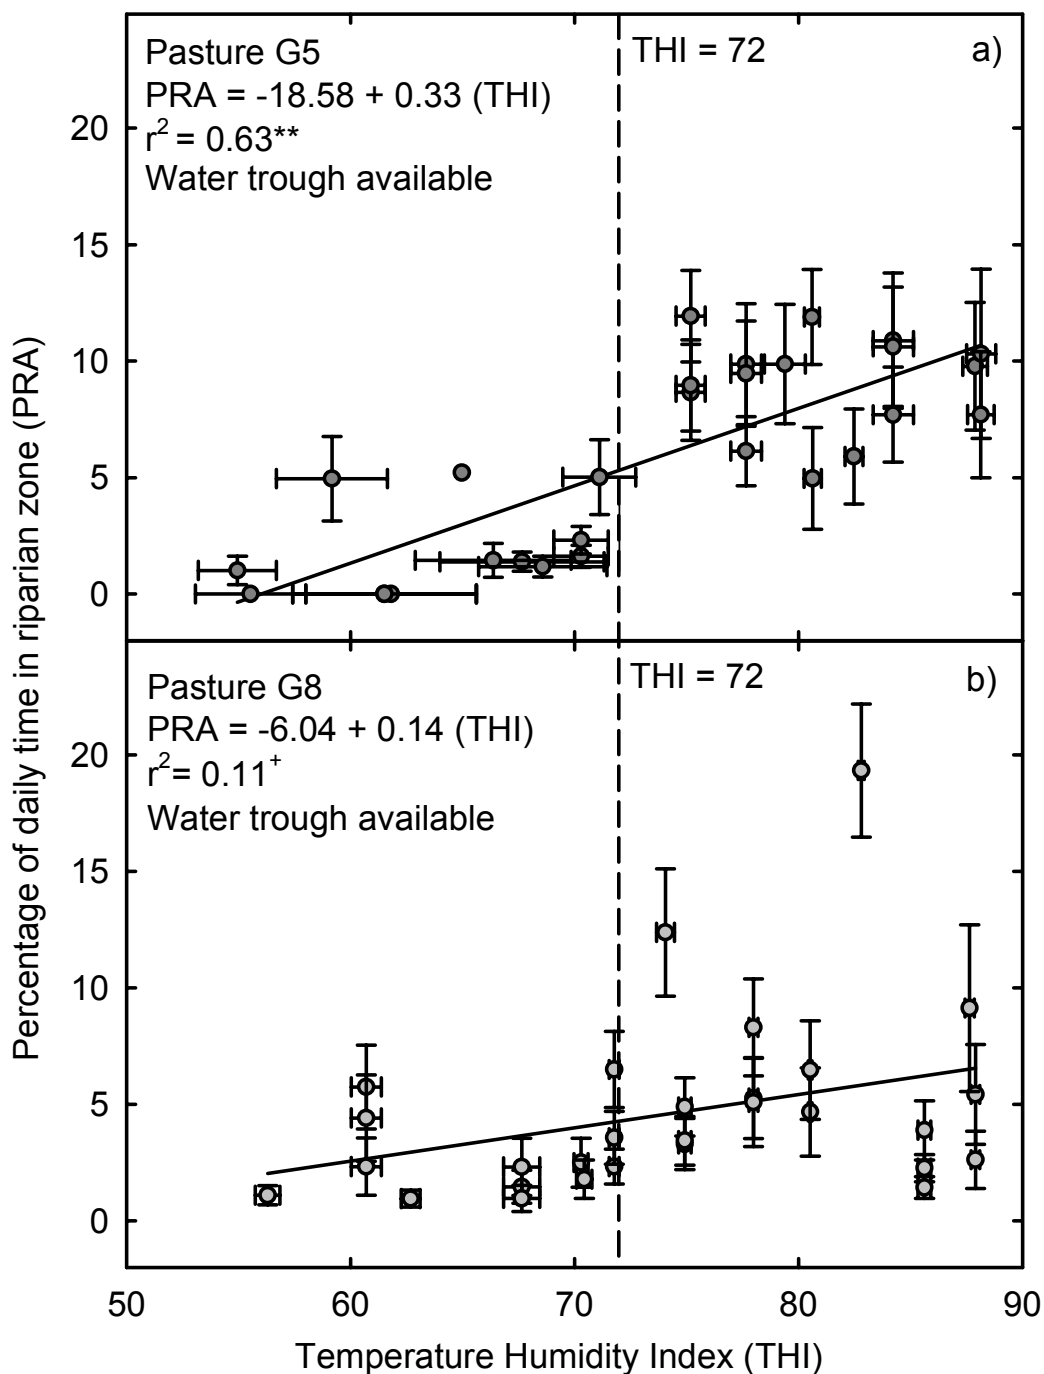 Percentage of daily time in riparian zone (PRA)
Pasture G5
PRA = -18.58 + 0.33 (THI)
r² = 0.63**
Water trough available
THI = 72
a)
20
15
10
5
0
Pasture G8
PRA = -6.04 + 0.14 (THI)
r²= 0.11⁺
Water trough available
THI = 72
b)
20
15
10
5
0
50 60 70 80 90
Temperature Humidity Index (THI)